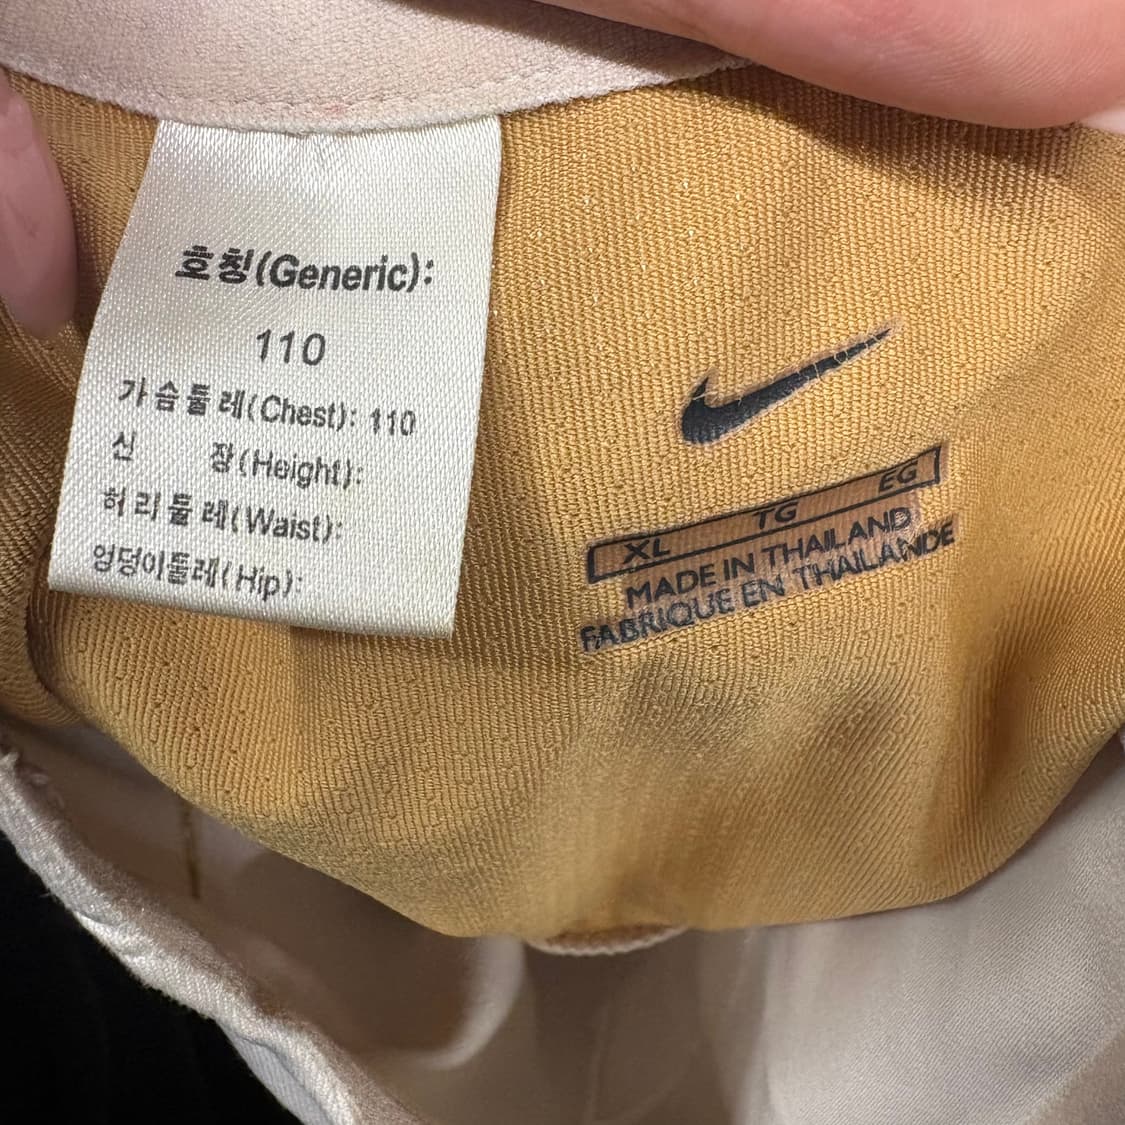 호칭(Generic):
110
가슴둘레(Chest): 110
신 장(Height):
허리둘레(Waist):
엉덩이둘레(Hip):
XL TG EG
MADE IN THAILAND
FABRIQUE EN THAILANDE